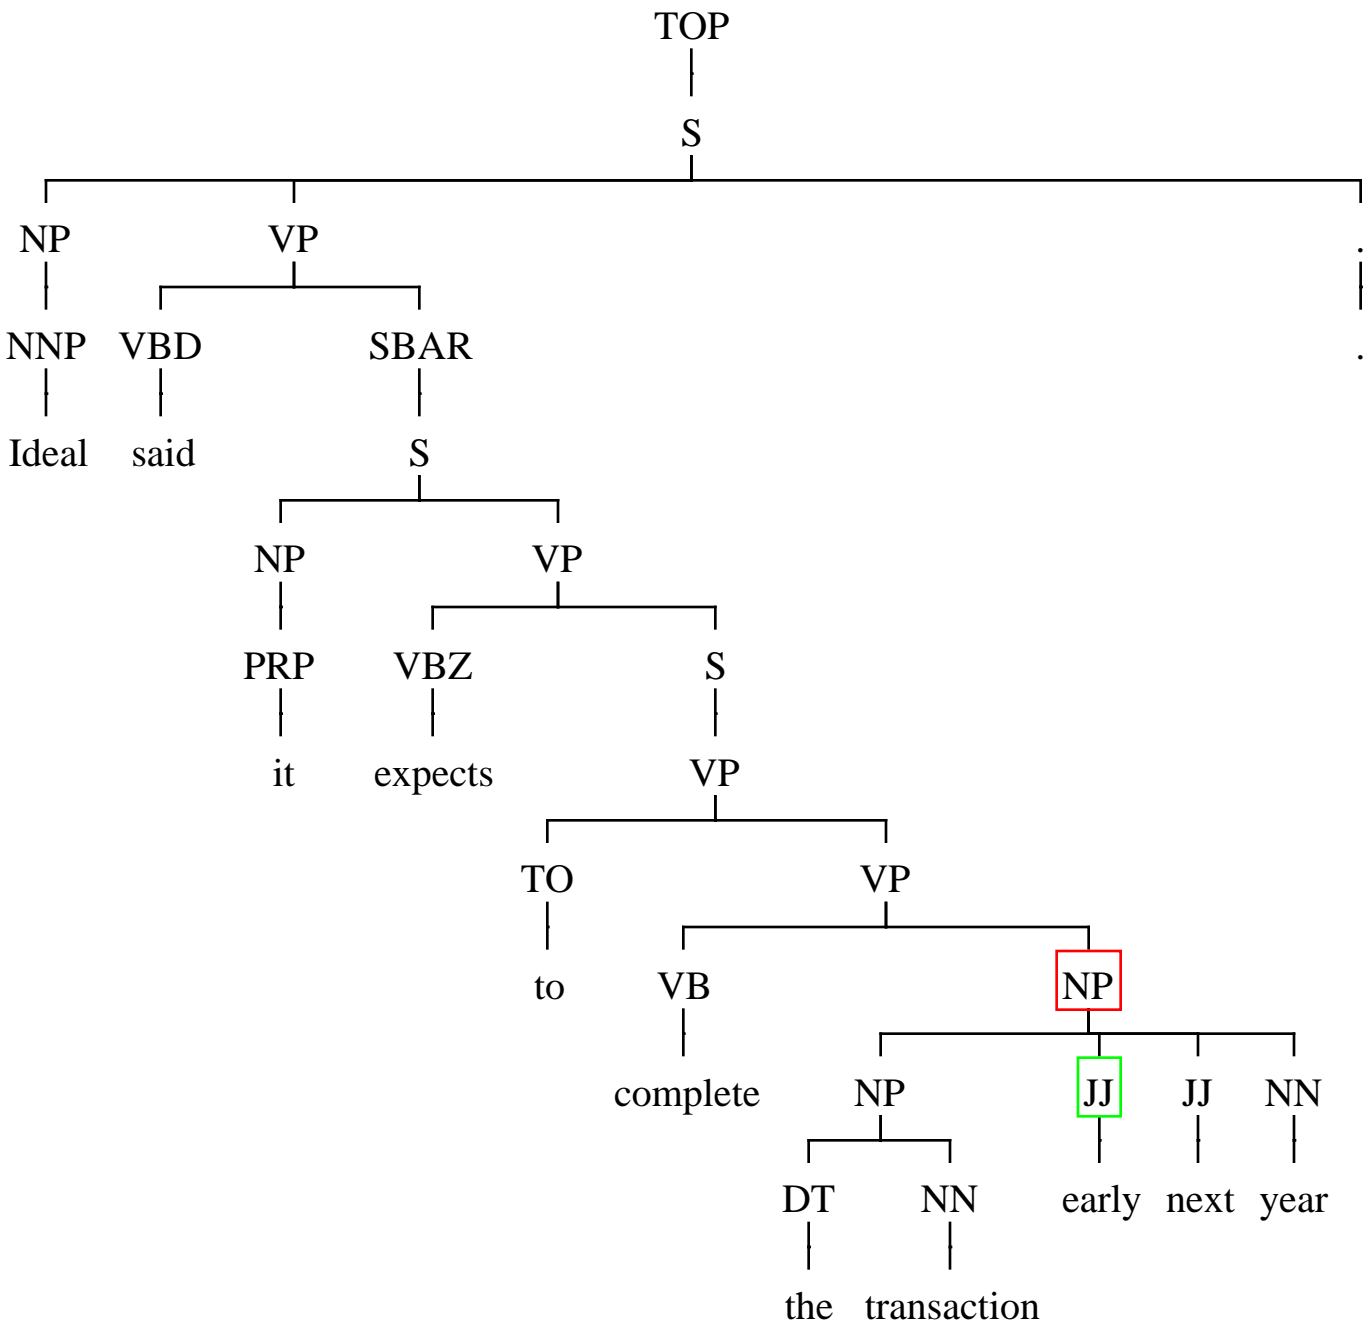 TOP
S
NP VP .
NNP VBD SBAR .
Ideal said S
NP VP
PRP VBZ S
it expects VP
TO VP
to VB NP
complete NP JJ JJ NN
DT NN early next year
the transaction